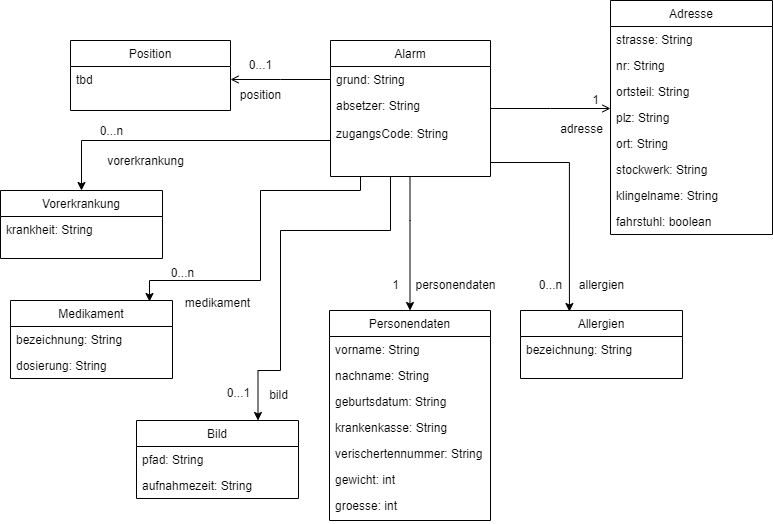 Position
tbd
0...1
position
Alarm
grund: String
absetzer: String
zugangsCode: String
Adresse
strasse: String
nr: String
ortsteil: String
plz: String
ort: String
stockwerk: String
klingelname: String
fahrstuhl: boolean
1
adresse
0...n
vorerkrankung
Vorerkrankung
krankheit: String
0...n
medikament
Medikament
bezeichnung: String
dosierung: String
0...1
bild
Bild
pfad: String
aufnahmezeit: String
1
personendaten
Personendaten
vorname: String
nachname: String
geburtsdatum: String
krankenkasse: String
verischertennummer: String
gewicht: int
groesse: int
0...n
allergien
Allergien
bezeichnung: String